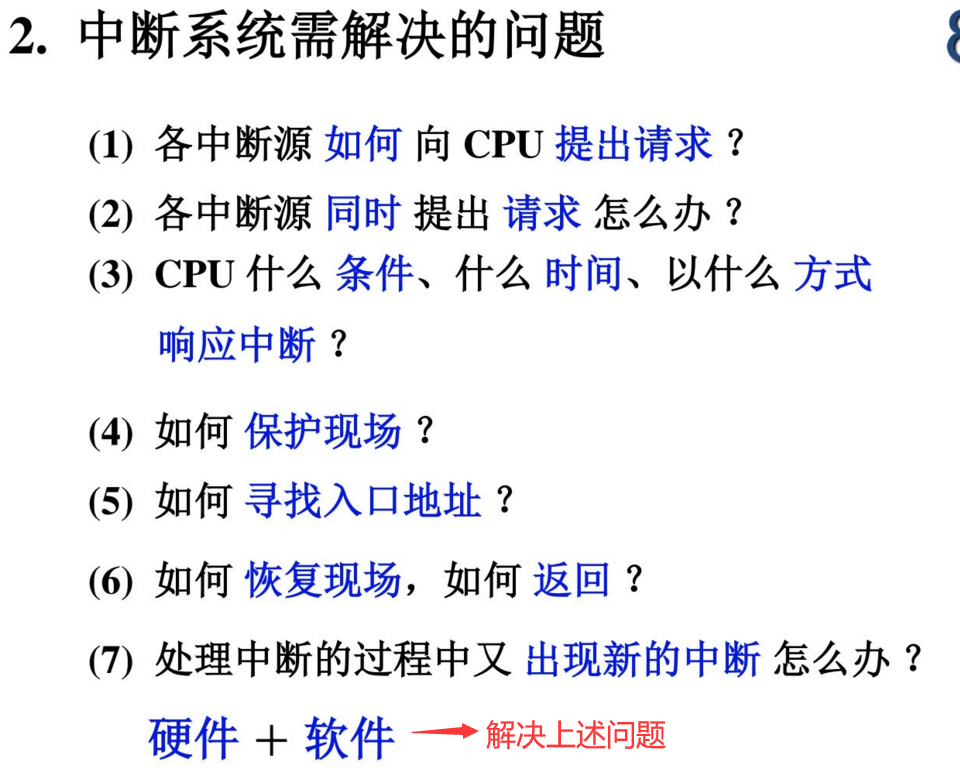 2. 中断系统需解决的问题
(1) 各中断源 如何 向 CPU 提出请求 ？
(2) 各中断源 同时 提出 请求 怎么办 ？
(3) CPU 什么 条件、什么 时间、以什么 方式
响应中断 ？
(4) 如何 保护现场 ？
(5) 如何 寻找入口地址 ？
(6) 如何 恢复现场，如何 返回 ？
(7) 处理中断的过程中又 出现新的中断 怎么办 ？
硬件 + 软件 解决上述问题